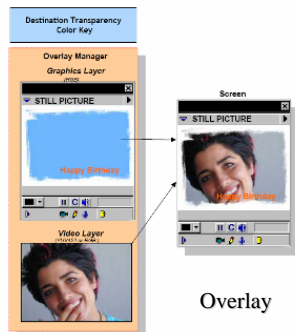 Destination Transparency
Color Key
Overlay Manager
Graphics Layer
(RGB)
STILL PICTURE
Happy Birthday
C
Video Layer
Screen
STILL PICTURE
Happy Birthday
C
Overlay